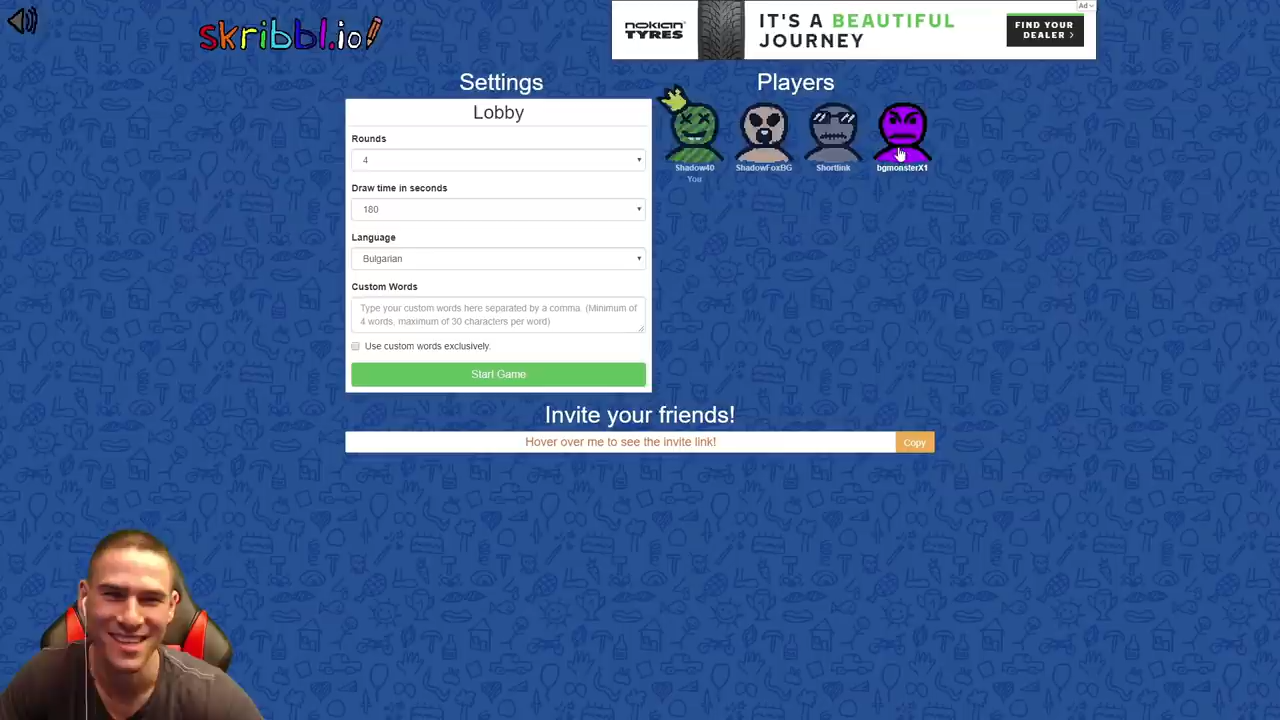 skribbl.io
NOKIAN
TYRES
IT'S A BEAUTIFUL
JOURNEY
FIND YOUR
DEALER >
Ad
Settings
Players
Lobby
Rounds
4
Draw time in seconds
180
Language
Bulgarian
Custom Words
Type your custom words here separated by a comma. (Minimum of
4 words, maximum of 30 characters per word)
Use custom words exclusively.
Start Game
Shadow40
You
ShadowFoxBG
Shortlink
bgmonsterX1
Invite your friends!
Hover over me to see the invite link!
Copy